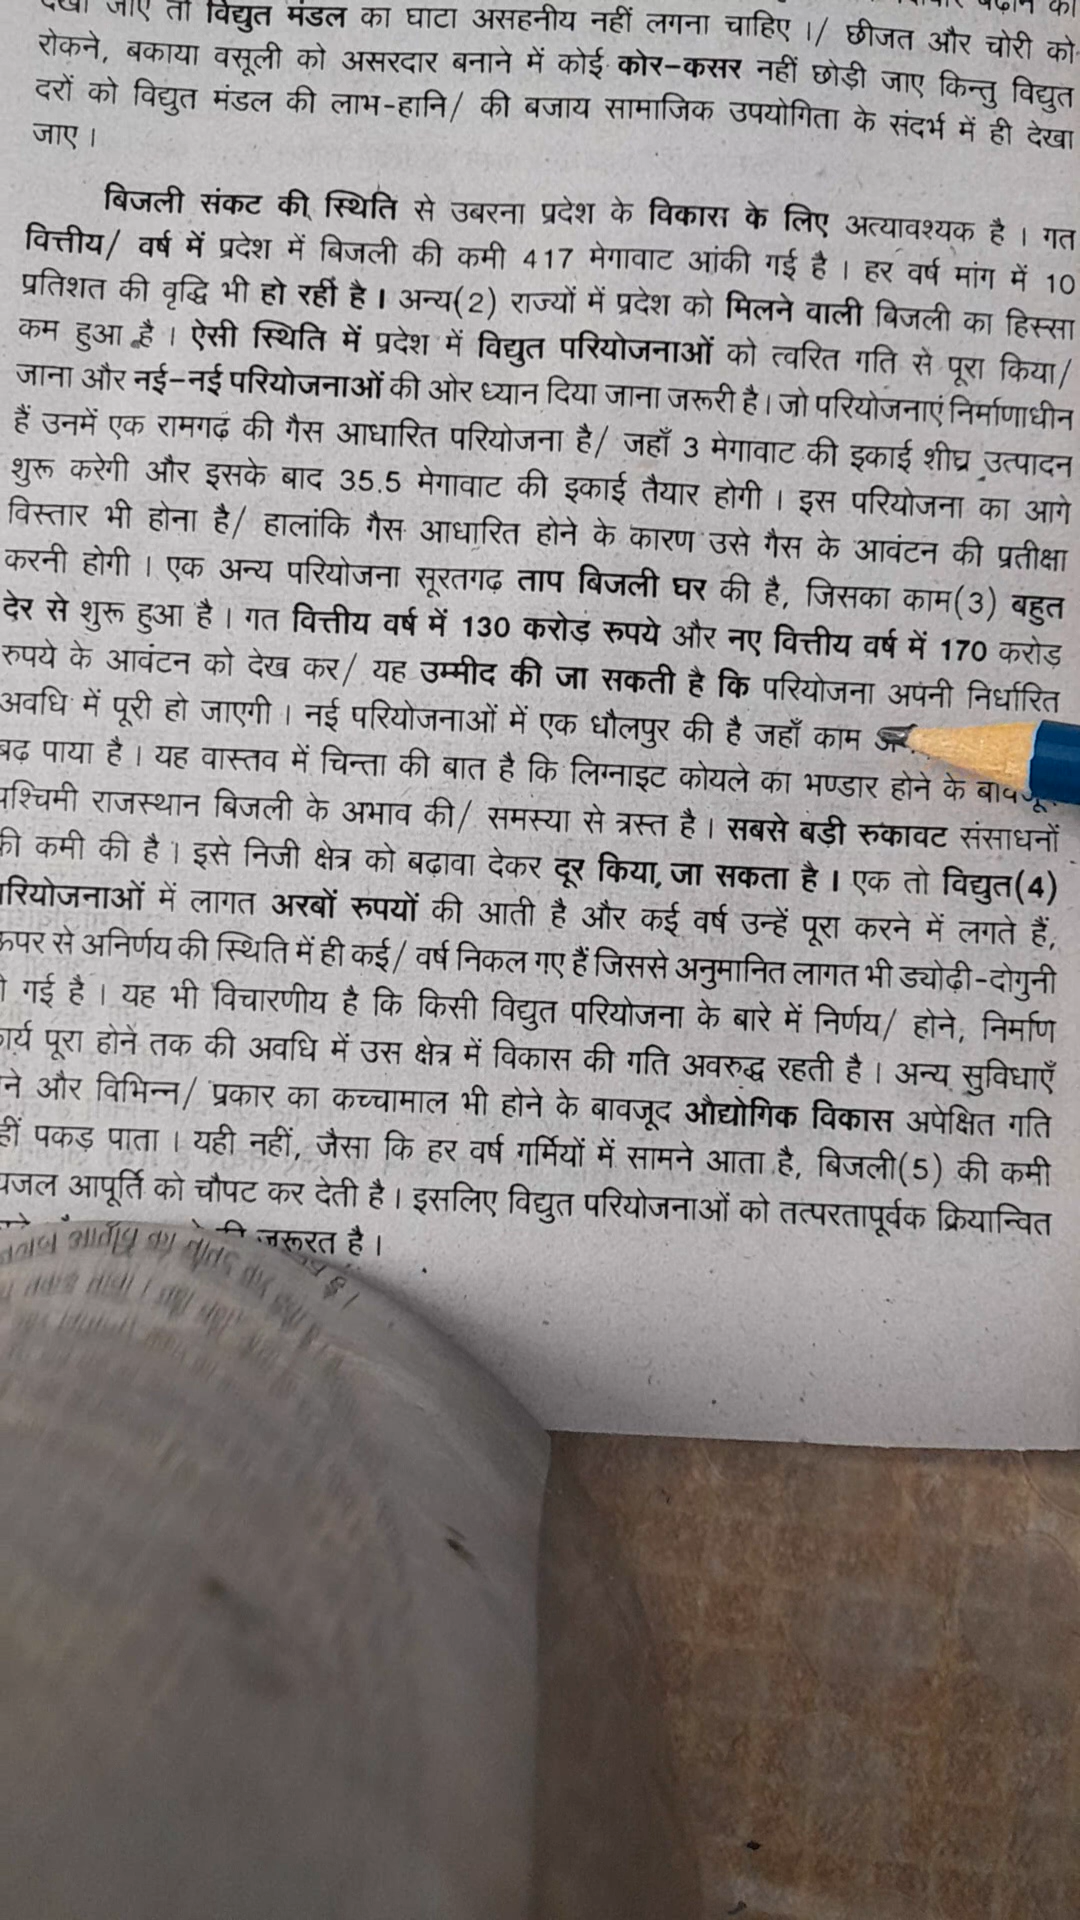 जाए तो विद्युत मंडल का घाटा असहनीय नहीं लगना चाहिए ।/ छीजत और चोरी को
रोकने, बकाया वसूली को असरदार बनाने में कोई कोर-कसर नहीं छोड़ी जाए किन्तु विद्युत
दरों को विद्युत मंडल की लाभ-हानि/ की बजाय सामाजिक उपयोगिता के संदर्भ में ही देखा
जाए ।
बिजली संकट की स्थिति से उबरना प्रदेश के विकास के लिए अत्यावश्यक है । गत
वित्तीय/ वर्ष में प्रदेश में बिजली की कमी 417 मेगावाट आंकी गई है । हर वर्ष मांग में 10
प्रतिशत की वृद्धि भी हो रही है । अन्य(2) राज्यों में प्रदेश को मिलने वाली बिजली का हिस्सा
कम हुआ है । ऐसी स्थिति में प्रदेश में विद्युत परियोजनाओं को त्वरित गति से पूरा किया/
जाना और नई-नई परियोजनाओं की ओर ध्यान दिया जाना जरूरी है । जो परियोजनाएं निर्माणाधीन
हैं उनमें एक रामगढ़ की गैस आधारित परियोजना है/ जहाँ 3 मेगावाट की इकाई शीघ्र उत्पादन
शुरू करेगी और इसके बाद 35.5 मेगावाट की इकाई तैयार होगी । इस परियोजना का आगे
विस्तार भी होना है/ हालांकि गैस आधारित होने के कारण उसे गैस के आवंटन की प्रतीक्षा
करनी होगी । एक अन्य परियोजना सूरतगढ़ ताप बिजली घर की है, जिसका काम(3) बहुत
देर से शुरू हुआ है । गत वित्तीय वर्ष में 130 करोड़ रुपये और नए वित्तीय वर्ष में 170 करोड़
रुपये के आवंटन को देख कर/ यह उम्मीद की जा सकती है कि परियोजना अपनी निर्धारित
अवधि में पूरी हो जाएगी । नई परियोजनाओं में एक धौलपुर की है जहाँ काम
बढ़ पाया है । यह वास्तव में चिन्ता की बात है कि लिग्नाइट कोयले का भण्डार होने के
पश्चिमी राजस्थान बिजली के अभाव की/ समस्या से त्रस्त है । सबसे बड़ी रुकावट संसाधनों
की कमी की है । इसे निजी क्षेत्र को बढ़ावा देकर दूर किया जा सकता है । एक तो विद्युत(4)
रियोजनाओं में लागत अरबों रुपयों की आती है और कई वर्ष उन्हें पूरा करने में लगते हैं,
ऊपर से अनिर्णय की स्थिति में ही कई/ वर्ष निकल गए हैं जिससे अनुमानित लागत भी ड्योढ़ी-दोगुनी
गई है । यह भी विचारणीय है कि किसी विद्युत परियोजना के बारे में निर्णय/ होने, निर्माण
पूरा होने तक की अवधि में उस क्षेत्र में विकास की गति अवरुद्ध रहती है । अन्य सुविधाएँ
और विभिन्न/ प्रकार का कच्चामाल भी होने के बावजूद औद्योगिक विकास अपेक्षित गति
हीं पकड़ पाता । यही नहीं, जैसा कि हर वर्ष गर्मियों में सामने आता है, बिजली(5) की कमी
यजल आपूर्ति को चौपट कर देती है । इसलिए विद्युत परियोजनाओं को तत्परतापूर्वक क्रियान्वित
की जरूरत है ।